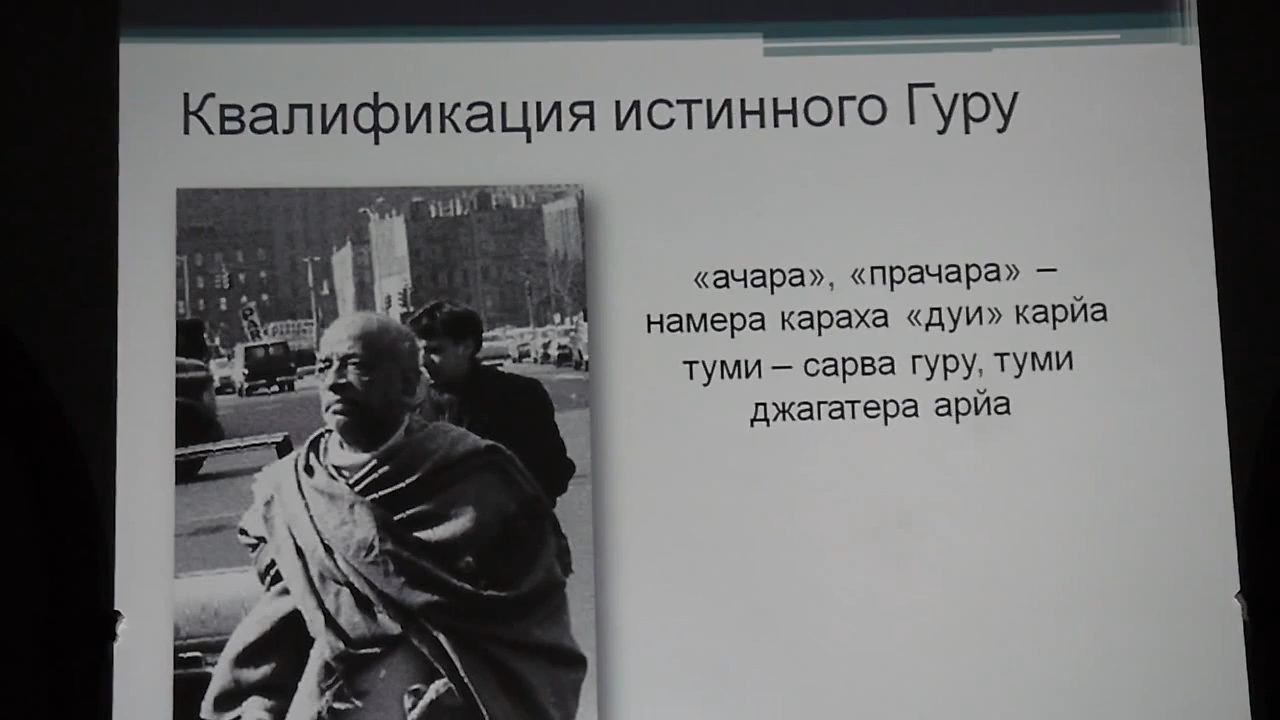 Квалификация истинного Гуру
«ачара», «прачара» –
намера караха «дуи» карйа
туми – сарва гуру, туми
джагатера арйа